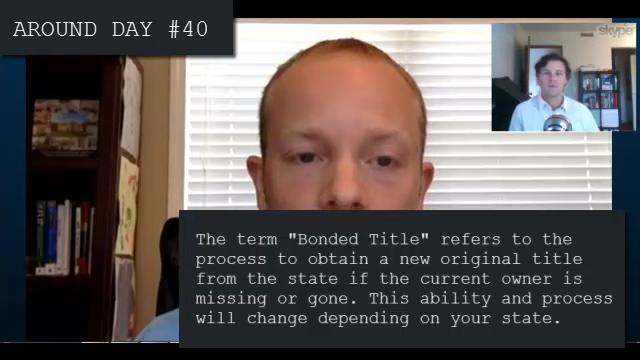 AROUND DAY #40
skype
The term "Bonded Title" refers to the
process to obtain a new original title
from the state if the current owner is
missing or gone. This ability and process
will change depending on your state.